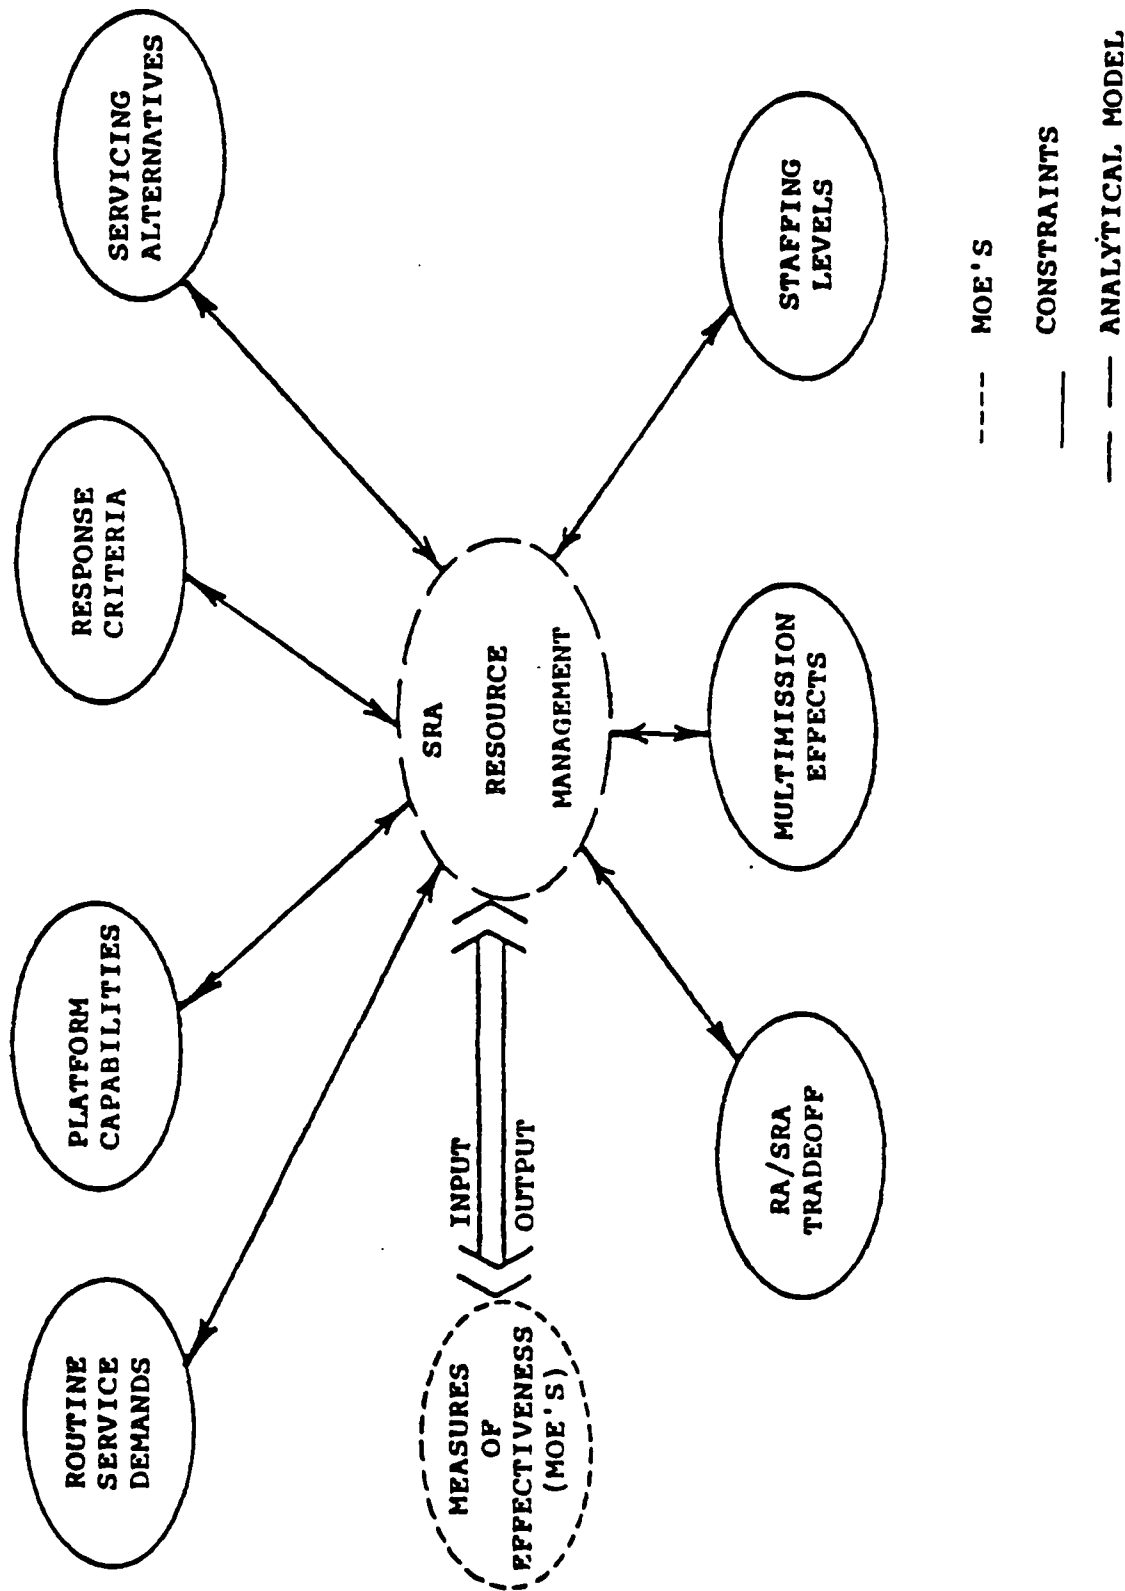 ROUTINE
SERVICE
DEMANDS
PLATFORM
CAPABILITIES
RESPONSE
CRITERIA
SERVICING
ALTERNATIVES
MEASURES
OF
EFFECTIVENESS
(MOE'S)
INPUT
OUTPUT
SRA
RESOURCE
MANAGEMENT
RA/SRA
TRADEOFF
MULTIMISSION
EFFECTS
STAFFING
LEVELS
MOE'S
CONSTRAINTS
ANALYTICAL MODEL